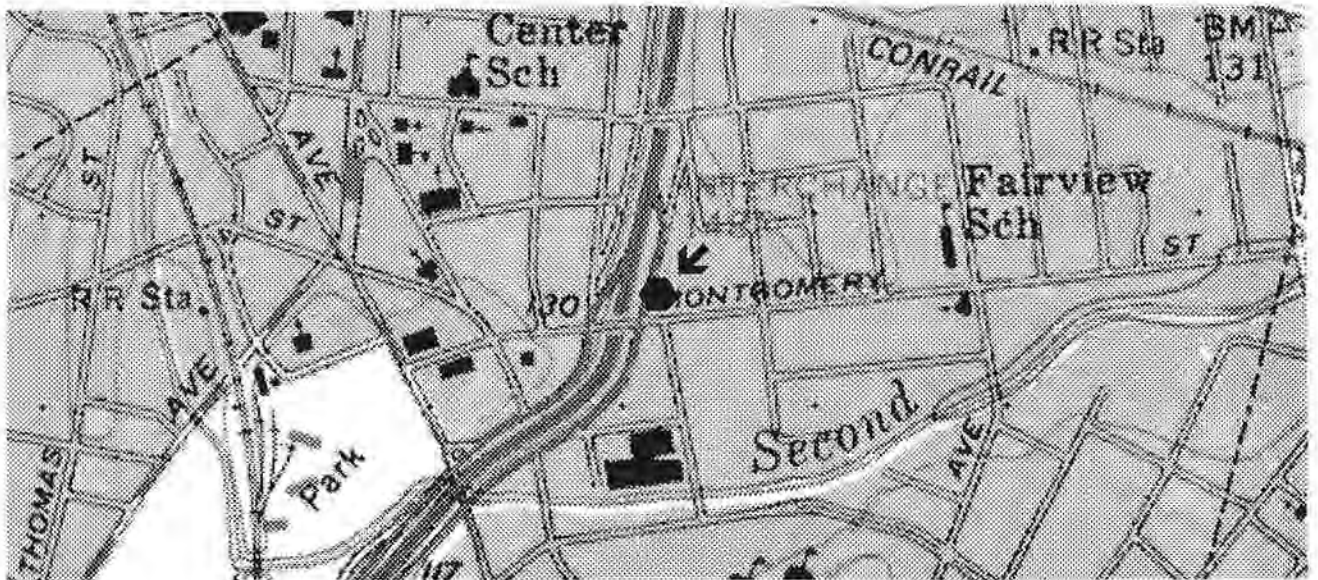 Center
Sch
CONRAIL
R R Sta
BM
131
ST
AVE
INTERCHANGE
Fairview
Sch
ST
ST
R R Sta.
MONTGOMERY
AVE
Second
Park
AVE
THOMAS